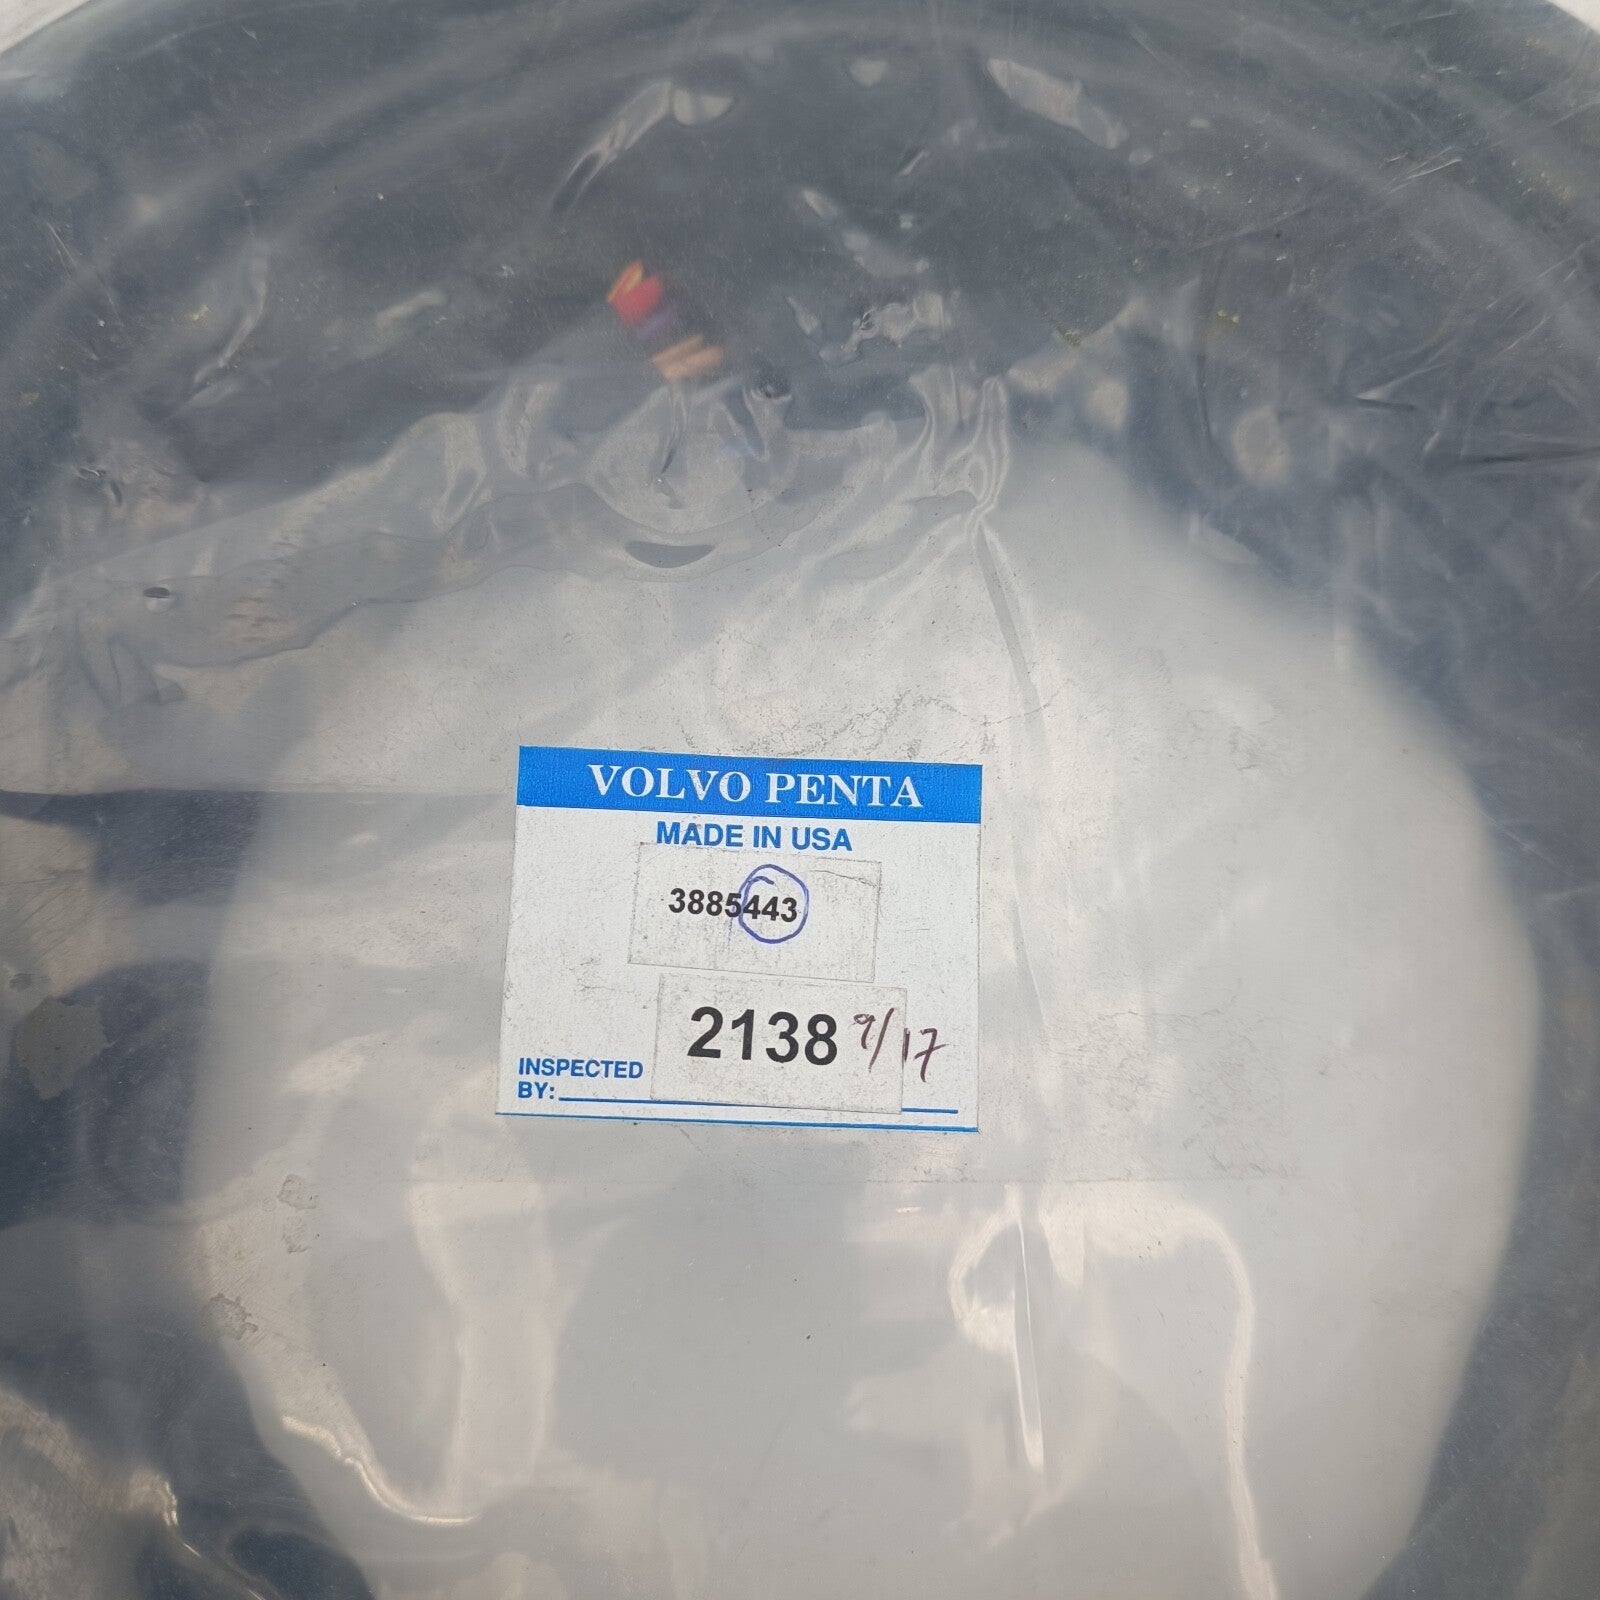 VOLVO PENTA
MADE IN USA
3885443
2138 9/17
INSPECTED
BY: